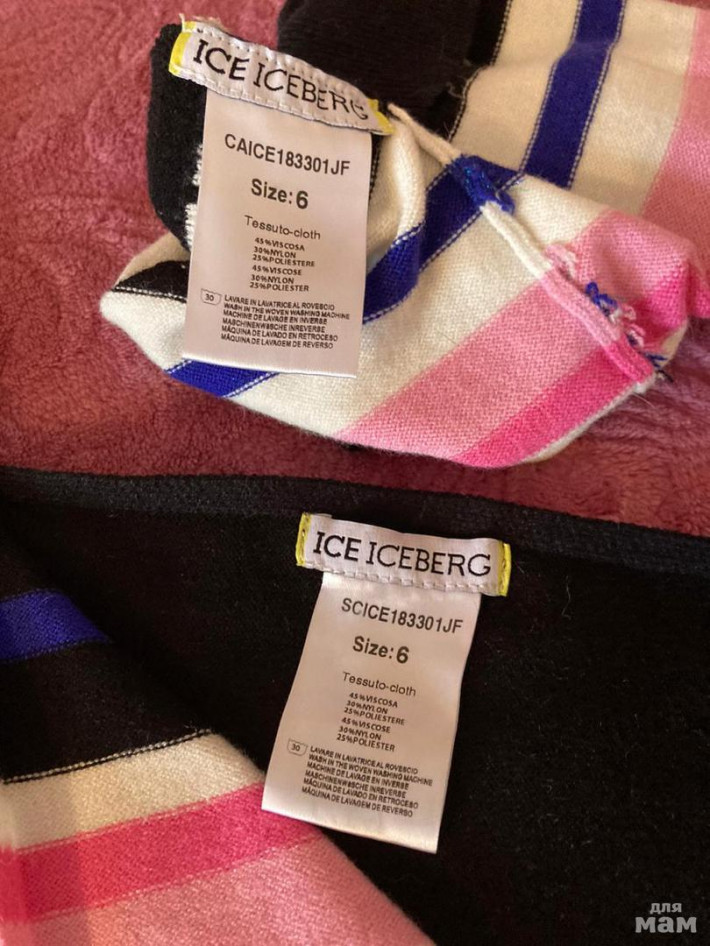 ICE ICEBERG
CAICE183301JF
Size: 6
Tessuto-cloth
45%VISCOSA
30%NYLON
25%POLIESTERE
45%VISCOSE
30%NYLON
25%POLIESTER
30
LAVARE IN LAVATRICE AL ROVESCIO
WASH IN THE WOVEN WASHING MACHINE
MACHINE DE LAVAGE EN INVERSE
MASCHINENWSCHE INREVERSE
MÁQUINA DE LAVADO EN RETROCESO
MÁQUINA DE LAVAGEM DE REVERSO
ICE ICEBERG
SCICE183301JF
Size: 6
Tessuto-cloth
45%VISCOSA
30%NYLON
25%POLIESTERE
45%VISCOSE
30%NYLON
25%POLIESTER
30
LAVARE IN LAVATRICE AL ROVESCIO
WASH IN THE WOVEN WASHING MACHINE
MACHINE DE LAVAGE EN INVERSE
MASCHINENWSCHE INREVERSE
MÁQUINA DE LAVADO EN RETROCESO
MÁQUINA DE LAVAGEM DE REVERSO
для
мам